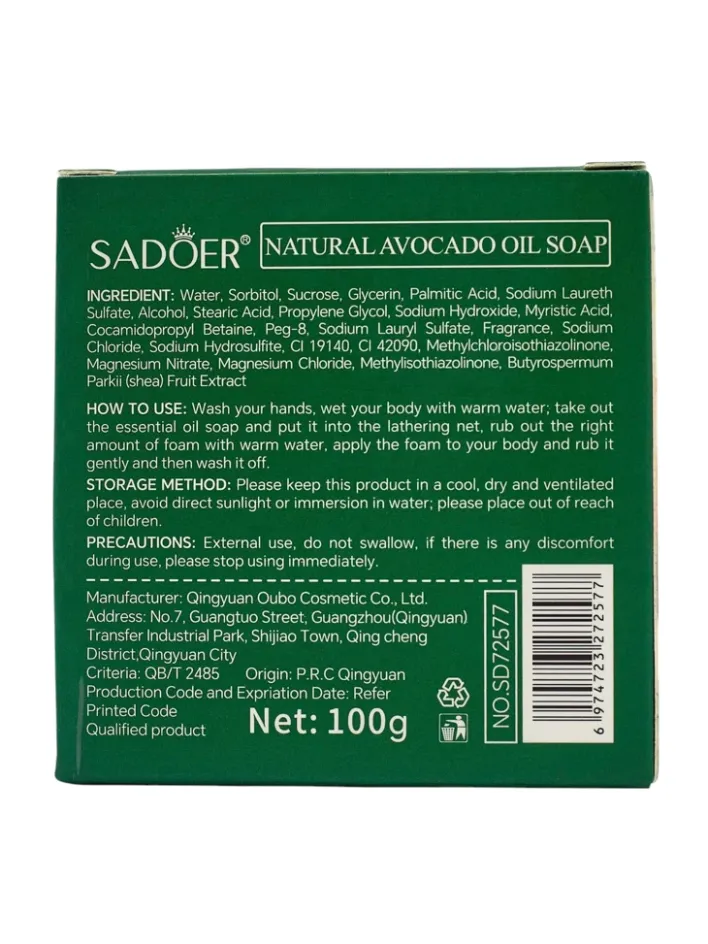 SADOER® NATURAL AVOCADO OIL SOAP
INGREDIENT: Water, Sorbitol, Sucrose, Glycerin, Palmitic Acid, Sodium Laureth
Sulfate, Alcohol, Stearic Acid, Propylene Glycol, Sodium Hydroxide, Myristic Acid,
Cocamidopropyl Betaine, Peg-8, Sodium Lauryl Sulfate, Fragrance, Sodium
Chloride, Sodium Hydrosulfite, CI 19140, CI 42090, Methylchloroisothiazolinone,
Magnesium Nitrate, Magnesium Chloride, Methylisothiazolinone, Butyrospermum
Parkii (shea) Fruit Extract
HOW TO USE: Wash your hands, wet your body with warm water; take out
the essential oil soap and put it into the lathering net, rub out the right
amount of foam with warm water, apply the foam to your body and rub it
gently and then wash it off.
STORAGE METHOD: Please keep this product in a cool, dry and ventilated
place, avoid direct sunlight or immersion in water; please place out of reach
of children.
PRECAUTIONS: External use, do not swallow, if there is any discomfort
during use, please stop using immediately.
Manufacturer: Qingyuan Oubo Cosmetic Co., Ltd.
Address: No.7, Guangtuo Street, Guangzhou(Qingyuan)
Transfer Industrial Park, Shijiao Town, Qing cheng
District,Qingyuan City
Criteria: QB/T 2485 Origin: P.R.C Qingyuan
Production Code and Expriation Date: Refer
Printed Code
Qualified product
Net: 100g
NO.SD72577
6 974723 272577